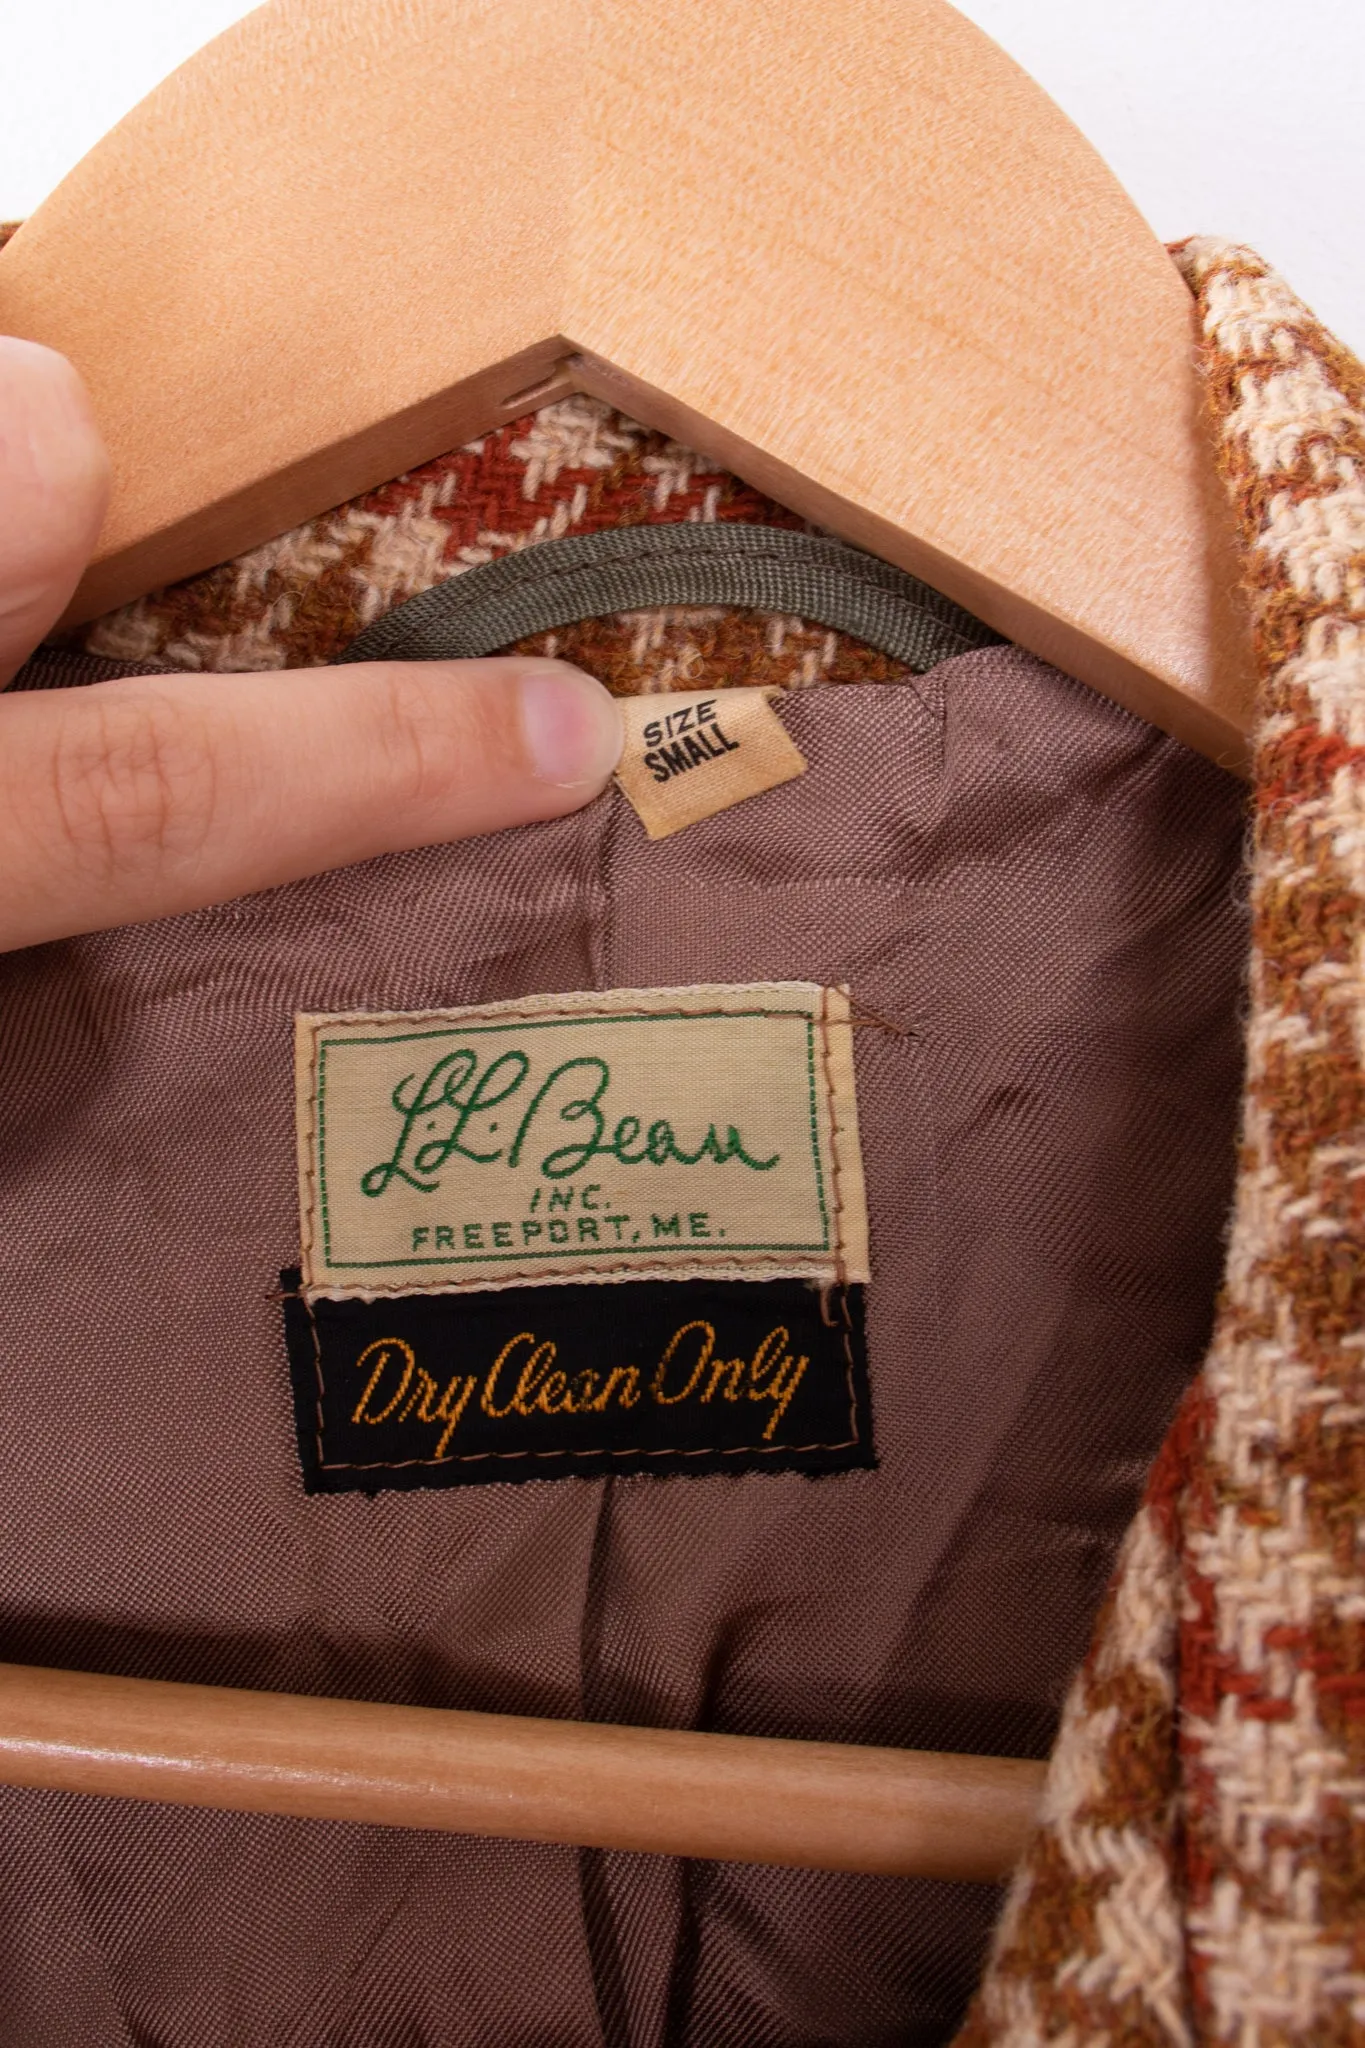 SIZE
SMALL
L.L. Bean
INC.
FREEPORT, ME.
Dry Clean Only